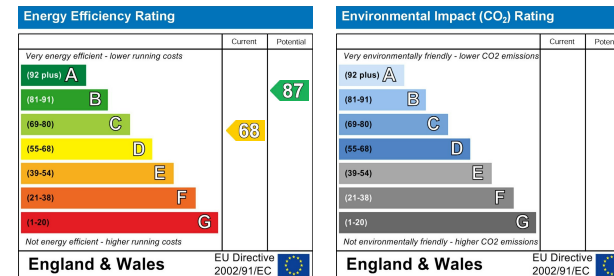 Energy Efficiency Rating
Current Potential
Very energy efficient - lower running costs
(92 plus) A
(81-91) B
(69-80) C
(55-68) D
(39-54) E
(21-38) F
(1-20) G
87
68
Not energy efficient - higher running costs
England & Wales
EU Directive
2002/91/EC
Environmental Impact (CO₂) Rating
Current Poten
Very environmentally friendly - lower CO2 emissions
(92 plus) A
(81-91) B
(69-80) C
(55-68) D
(39-54) E
(21-38) F
(1-20) G
Not environmentally friendly - higher CO2 emissions
England & Wales
EU Directive
2002/91/EC